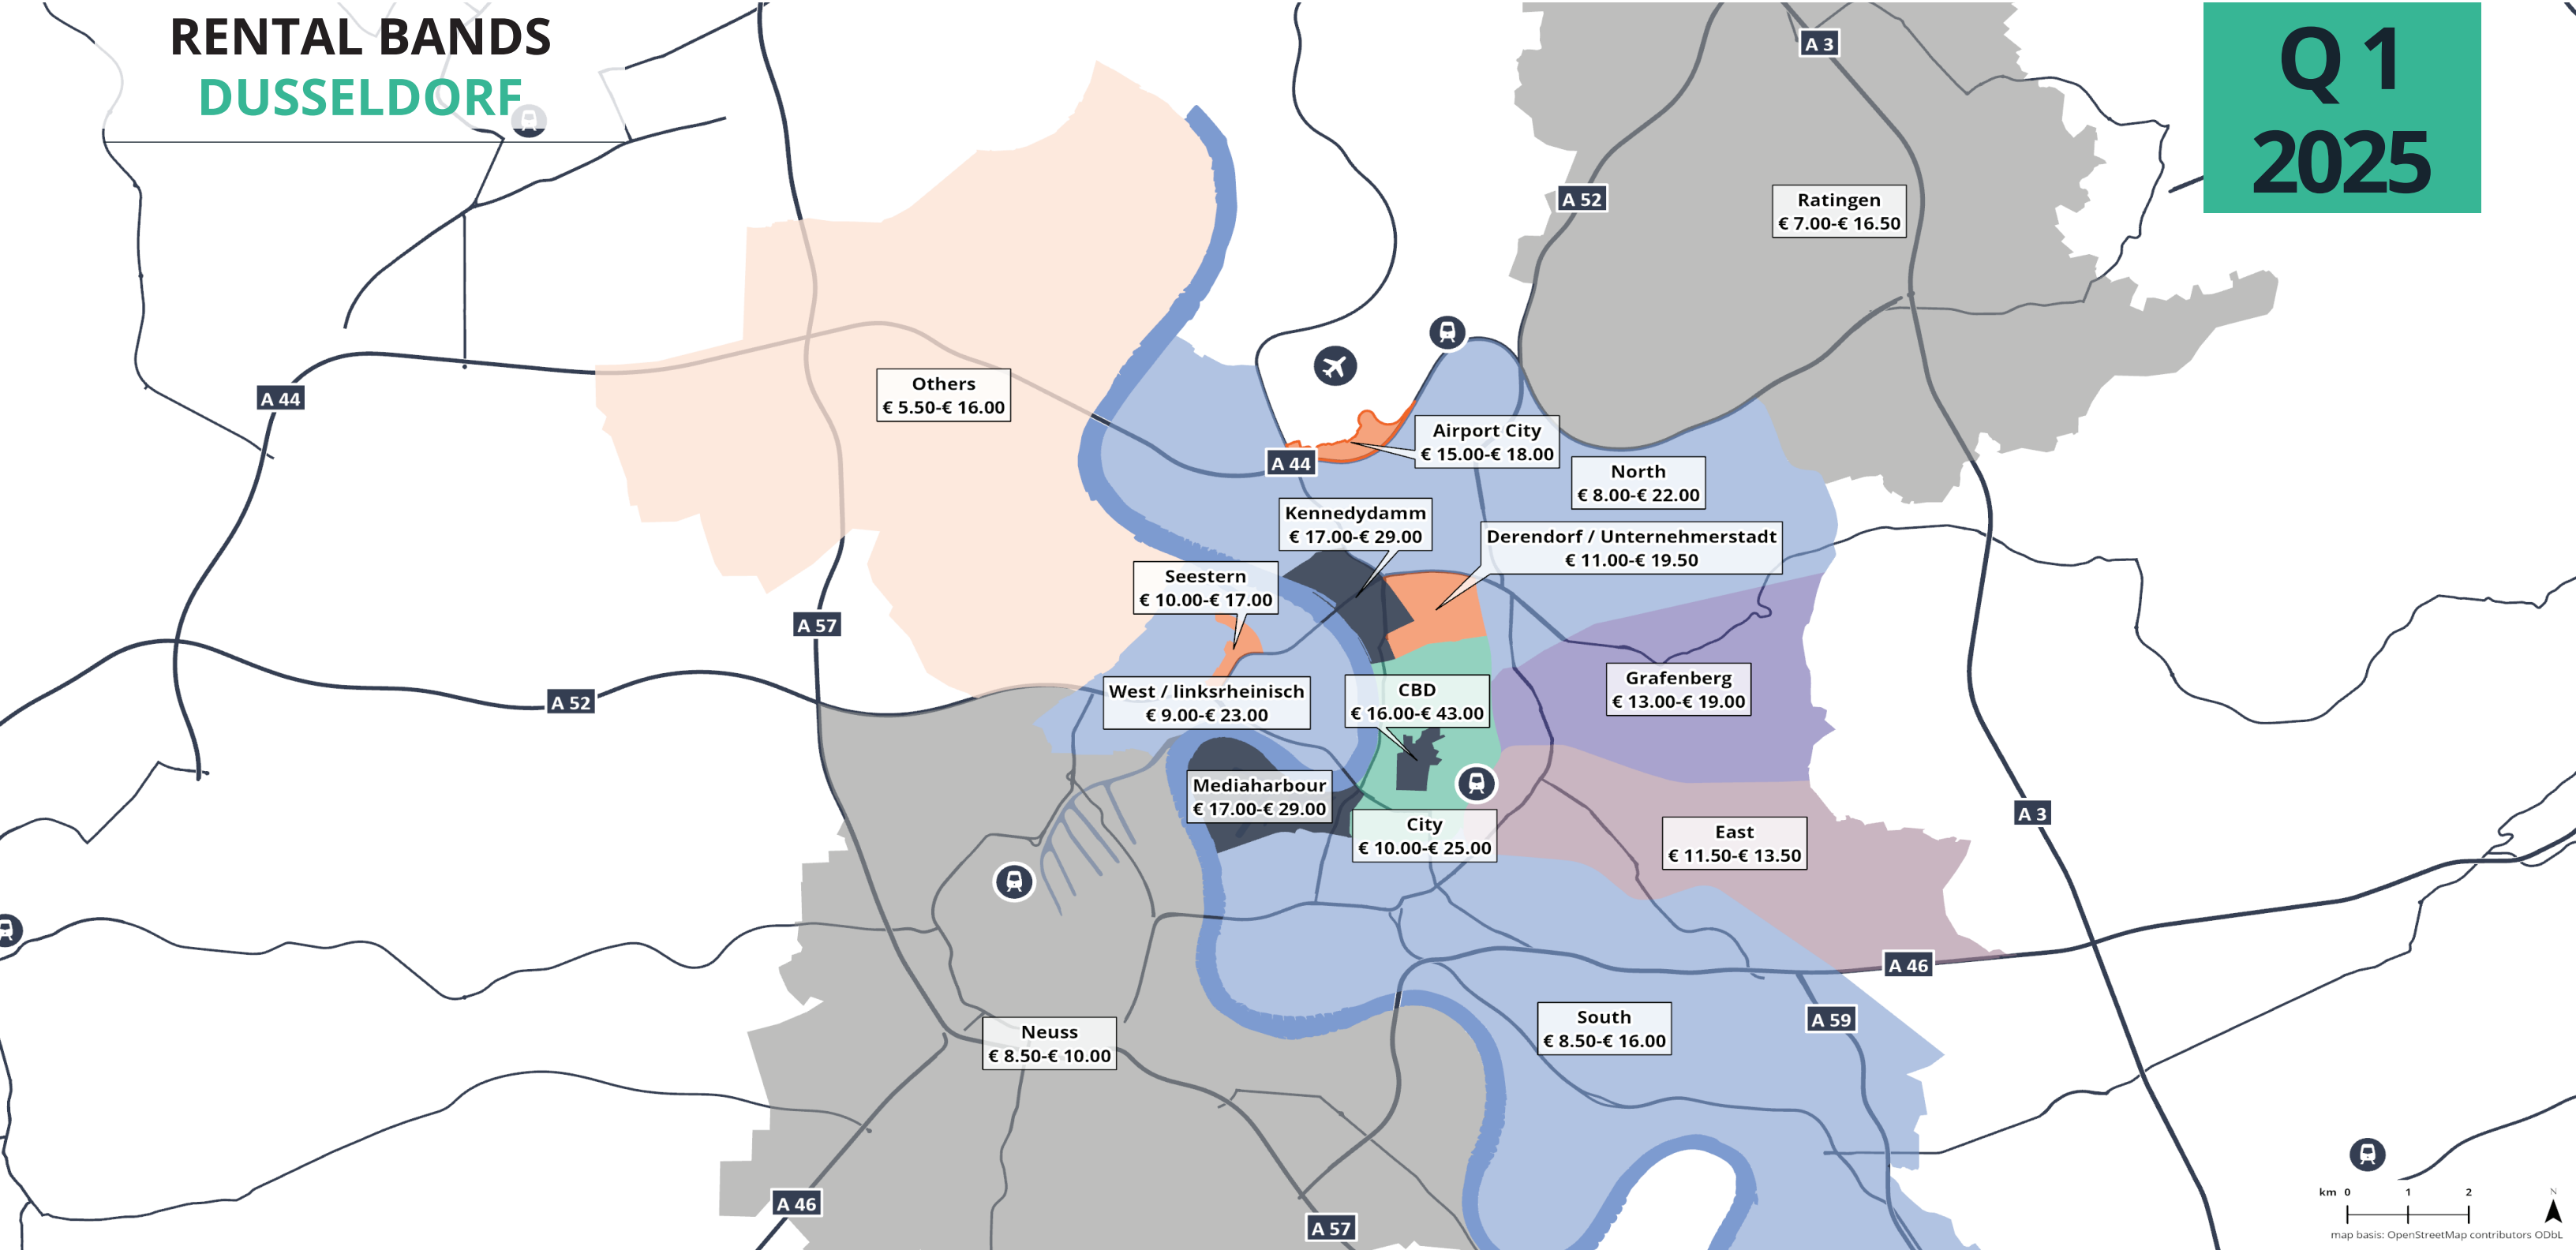 RENTAL BANDS
DUSSELDORF
Q 1
2025
A 3
A 52
Ratingen
€ 7.00-€ 16.50
Others
€ 5.50-€ 16.00
A 44
Airport City
€ 15.00-€ 18.00
A 44
North
€ 8.00-€ 22.00
Kennedydamm
€ 17.00-€ 29.00
Derendorf / Unternehmerstadt
€ 11.00-€ 19.50
Seestern
€ 10.00-€ 17.00
A 57
Grafenberg
€ 13.00-€ 19.00
A 52
West / linksrheinisch
€ 9.00-€ 23.00
CBD
€ 16.00-€ 43.00
Mediaharbour
€ 17.00-€ 29.00
A 3
City
€ 10.00-€ 25.00
East
€ 11.50-€ 13.50
A 46
South
€ 8.50-€ 16.00
A 59
Neuss
€ 8.50-€ 10.00
A 46
A 57
km 0 1 2
N
map basis: OpenStreetMap contributors ODbL